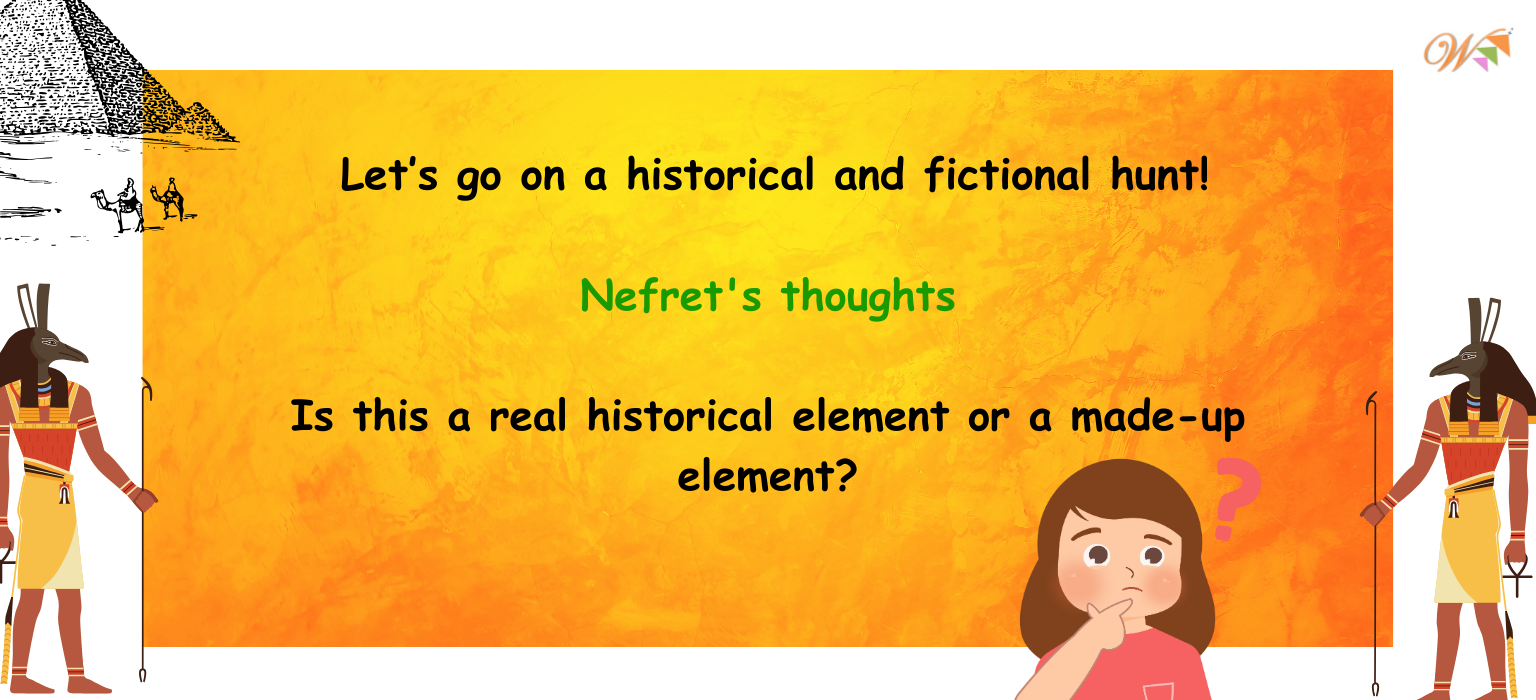 W
Let's go on a historical and fictional hunt!
Nefret's thoughts
Is this a real historical element or a made-up
element?
?